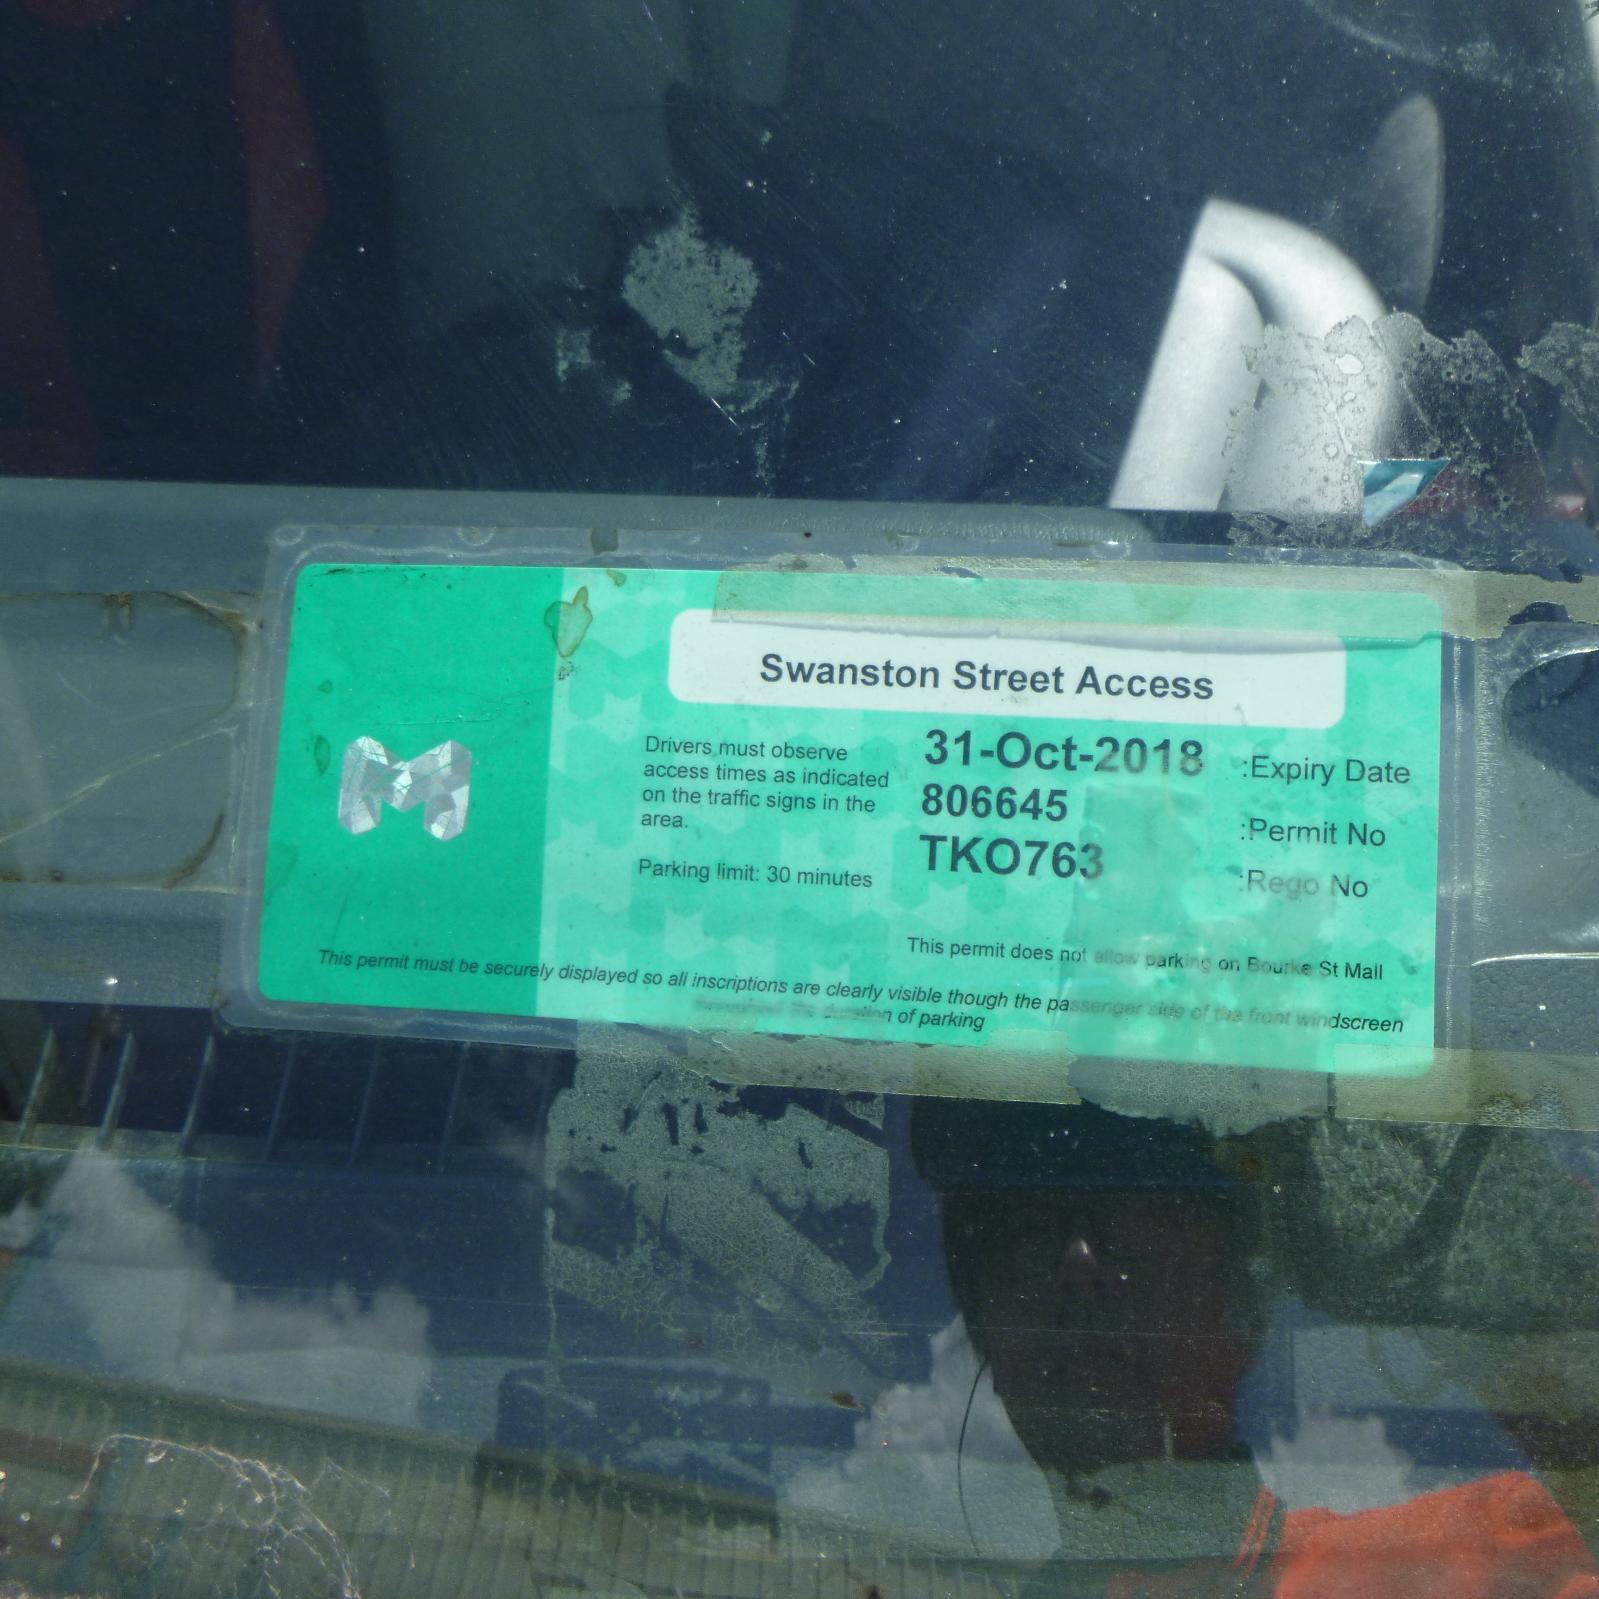 Swanston Street Access
Drivers must observe
access times as indicated
on the traffic signs in the
area.
Parking limit: 30 minutes
31-Oct-2018 :Expiry Date
806645 :Permit No
TKO763 :Rego No
This permit does not allow parking on Bourke St Mall
This permit must be securely displayed so all inscriptions are clearly visible though the passenger side of the front windscreen
the duration of parking